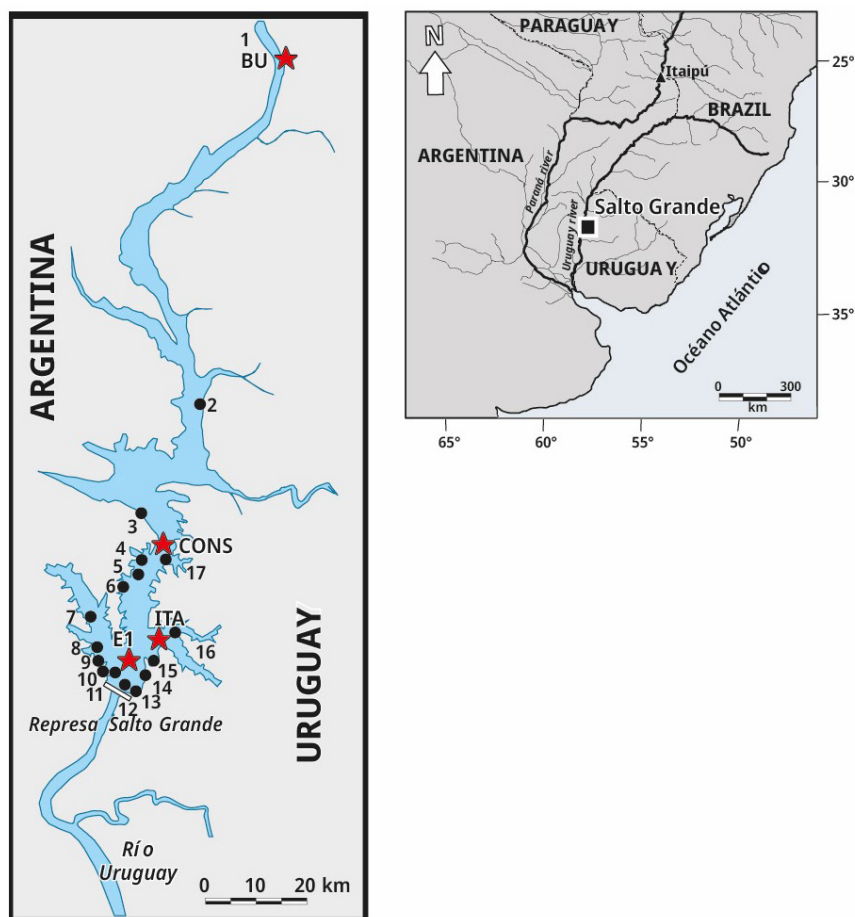 1
BU
ARGENTINA
2
3
CONS
4
5
17
6
7
ITA
E1
8
16
9
15
10
14
11
13
12
Represa Salto Grande
URUGUAY
Río
Uruguay
0 10 20 km
PARAGUAY
N
Itaipú
BRAZIL
ARGENTINA
Paraná river
Uruguay river
Salto Grande
URUGUAY
Océano Atlántico
0 300
km
25°
30°
35°
65° 60° 55° 50°